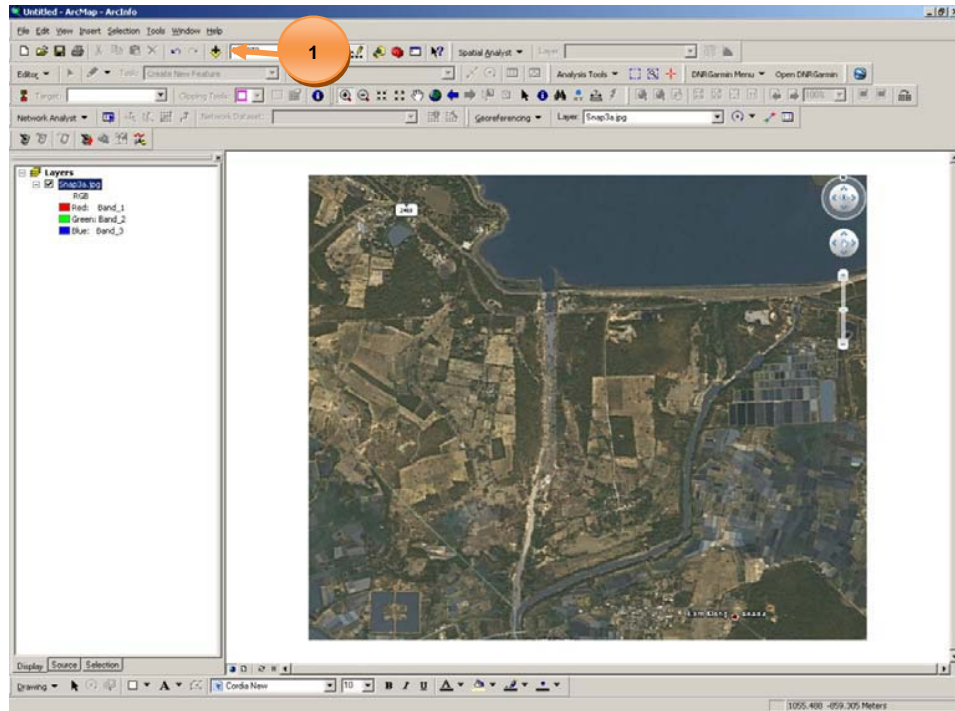 Untitled - ArcMap - ArcInfo
File Edit View Insert Selection Tools Window Help
1
Spatial Analyst Layer:
Editor Task: Create New Feature Analysis Tools DNRGarmin Menu Open DNRGarmin
Target: Clipping Tools: 100%
Network Analyst Network Dataset: Georeferencing Layer: Snap3a.jpg
Layers
Snap3a.jpg
RGB
Red: Band_1
Green: Band_2
Blue: Band_3
Display Source Selection
Drawing A Cordia New 10 B I U A
1055.488 -859.305 Meters